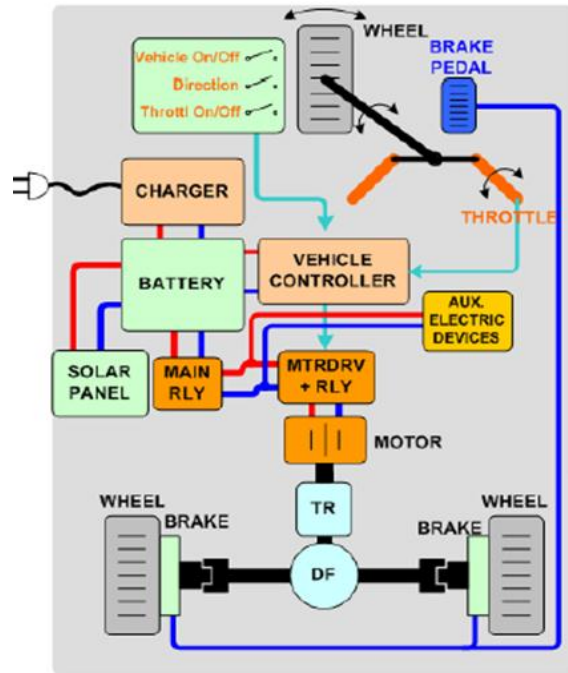 WHEEL
BRAKE
PEDAL
Vehicle On/Off
Direction
Throttl On/Off
CHARGER
THROTTLE
BATTERY
VEHICLE
CONTROLLER
AUX.
ELECTRIC
DEVICES
SOLAR
PANEL
MAIN
RLY
MTRDRV
+ RLY
MOTOR
WHEEL
BRAKE
TR
DF
BRAKE
WHEEL